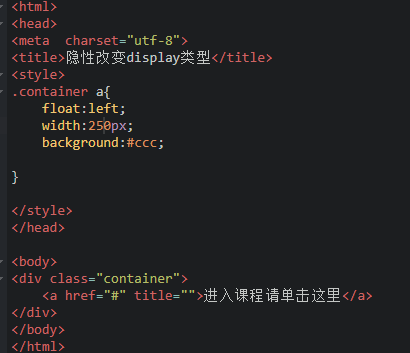 <html>
<head>
<meta  charset="utf-8">
<title>隐性改变display类型</title>
<style>
.container a{
    float:left;
    width:250px;
    background:#ccc;
}
</style>
</head>
<body>
<div class="container">
    <a href="#" title="">进入课程请单击这里</a>
</div>
</body>
</html>